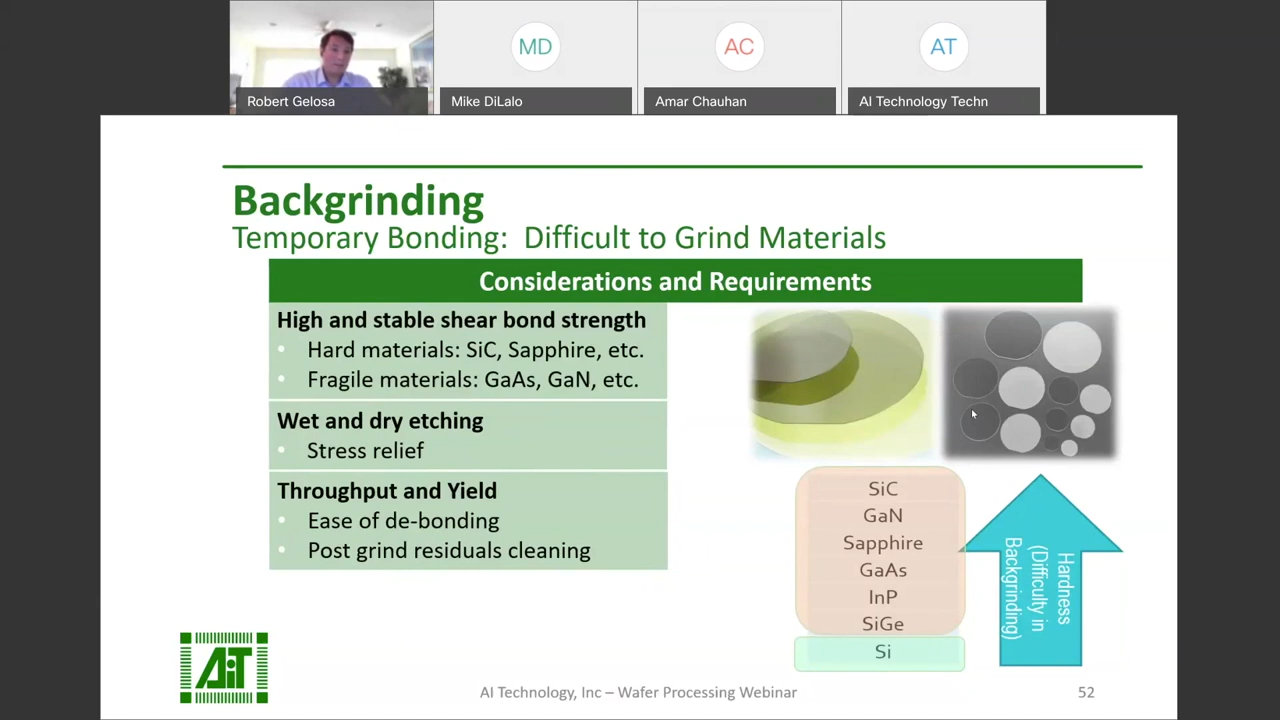 MD
AC
AT
Robert Gelosa
Mike DiLalo
Amar Chauhan
AI Technology Techn
Backgrinding
Temporary Bonding: Difficult to Grind Materials
Considerations and Requirements
High and stable shear bond strength
• Hard materials: SiC, Sapphire, etc.
• Fragile materials: GaAs, GaN, etc.
Wet and dry etching
• Stress relief
Throughput and Yield
• Ease of de-bonding
• Post grind residuals cleaning
SiC
GaN
Sapphire
GaAs
InP
SiGe
Si
Hardness
(Difficulty in
Backgrinding)
AiT
AI Technology, Inc – Wafer Processing Webinar
52